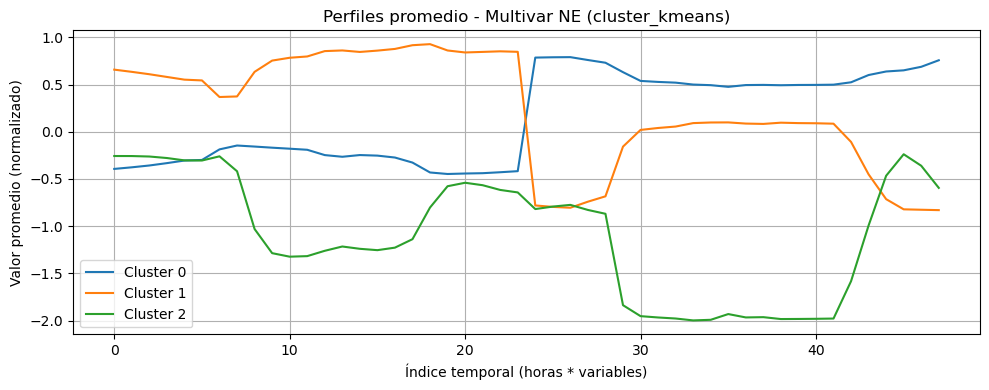 Perfiles promedio - Multivar NE (cluster_kmeans)
Valor promedio (normalizado)
1.0
0.5
0.0
−0.5
−1.0
−1.5
−2.0
Cluster 0
Cluster 1
Cluster 2
0 10 20 30 40
Índice temporal (horas * variables)